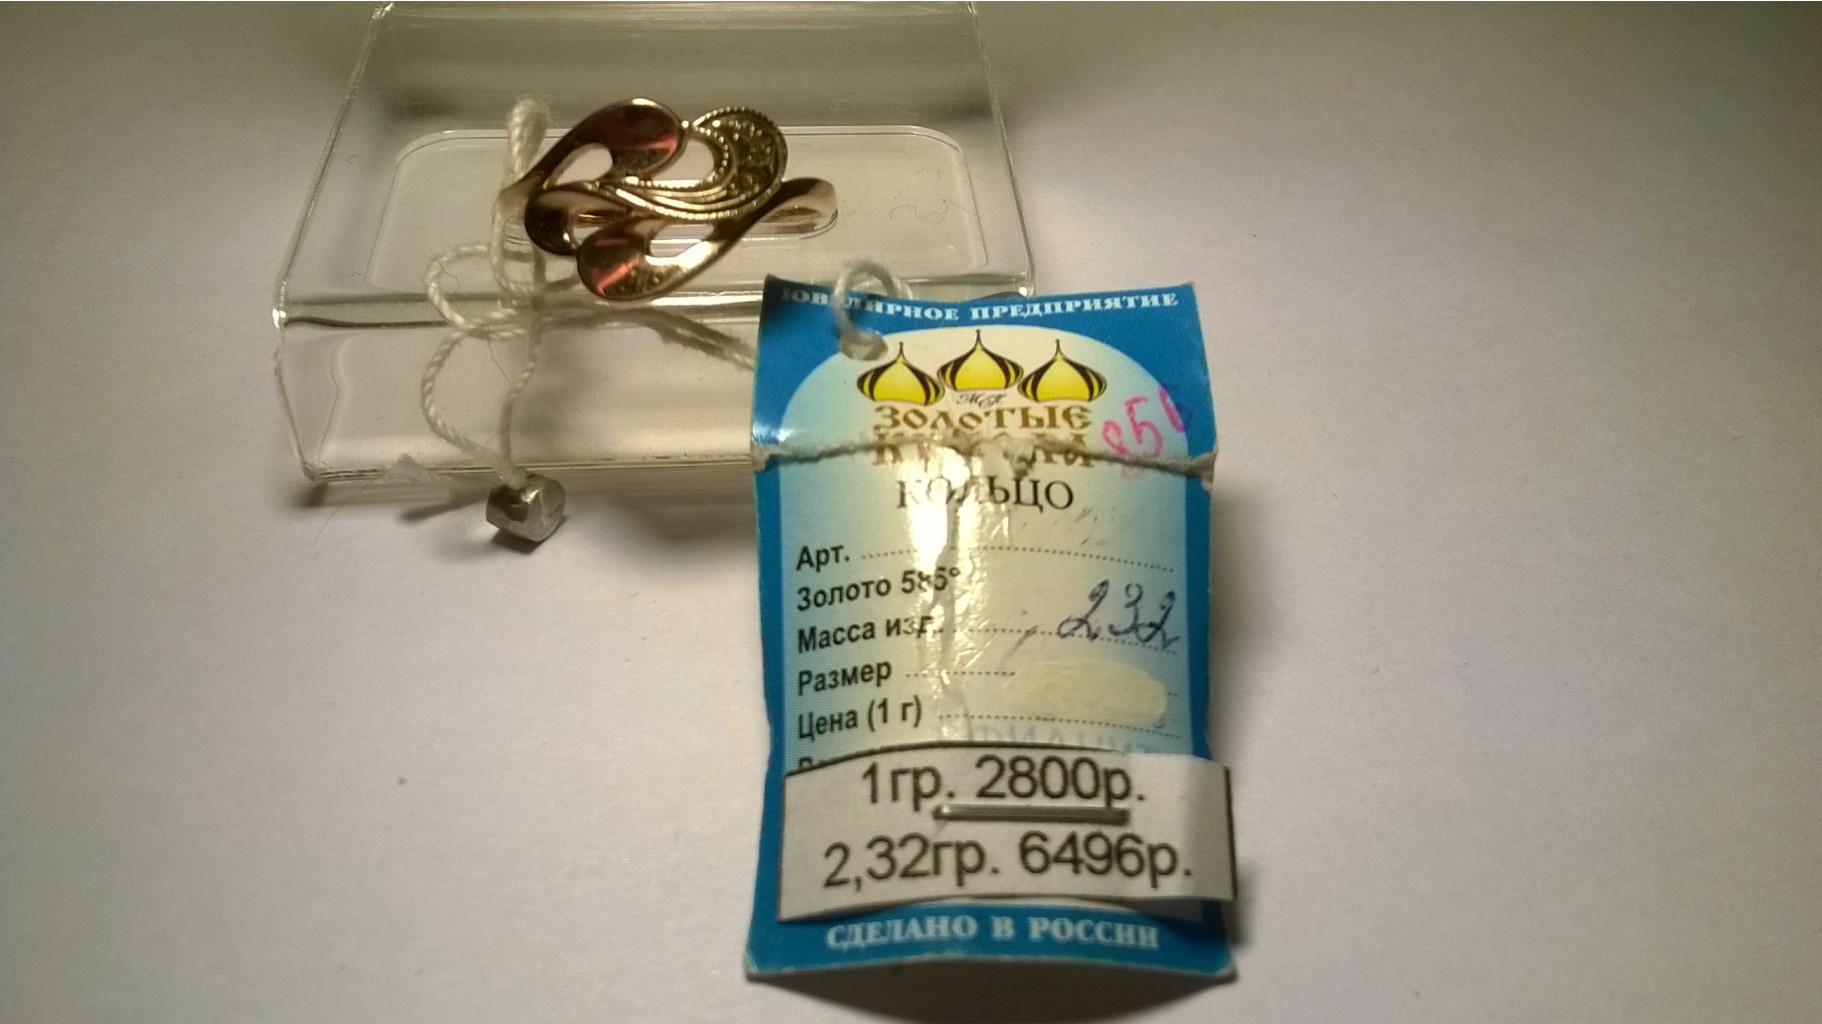 ЮВЕЛИРНОЕ ПРЕДПРИЯТИЕ
ЗОЛОТЫЕ
КУПОЛА
КОЛЬЦО
Арт.
Золото 585°
Масса изд. 2,32
Размер
Цена (1 г)
1гр. 2800р.
2,32гр. 6496р.
СДЕЛАНО В РОССИИ